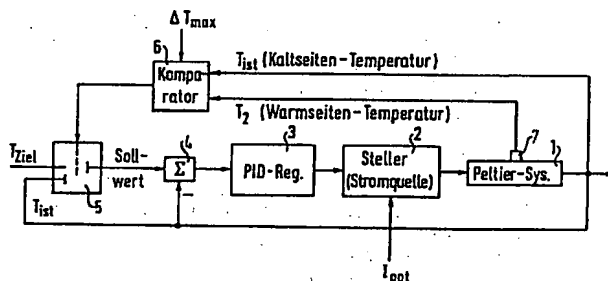 Δ Tmax
6
Kompa
rator
Tist (Kaltseiten-Temperatur)
T2 (Warmseiten-Temperatur)
TZiel
Tist
5
Soll-
wert
4
Σ
-
3
PID-Reg.
2
Steller
(Stromquelle)
7
1
Peltier-Sys.
Iopt